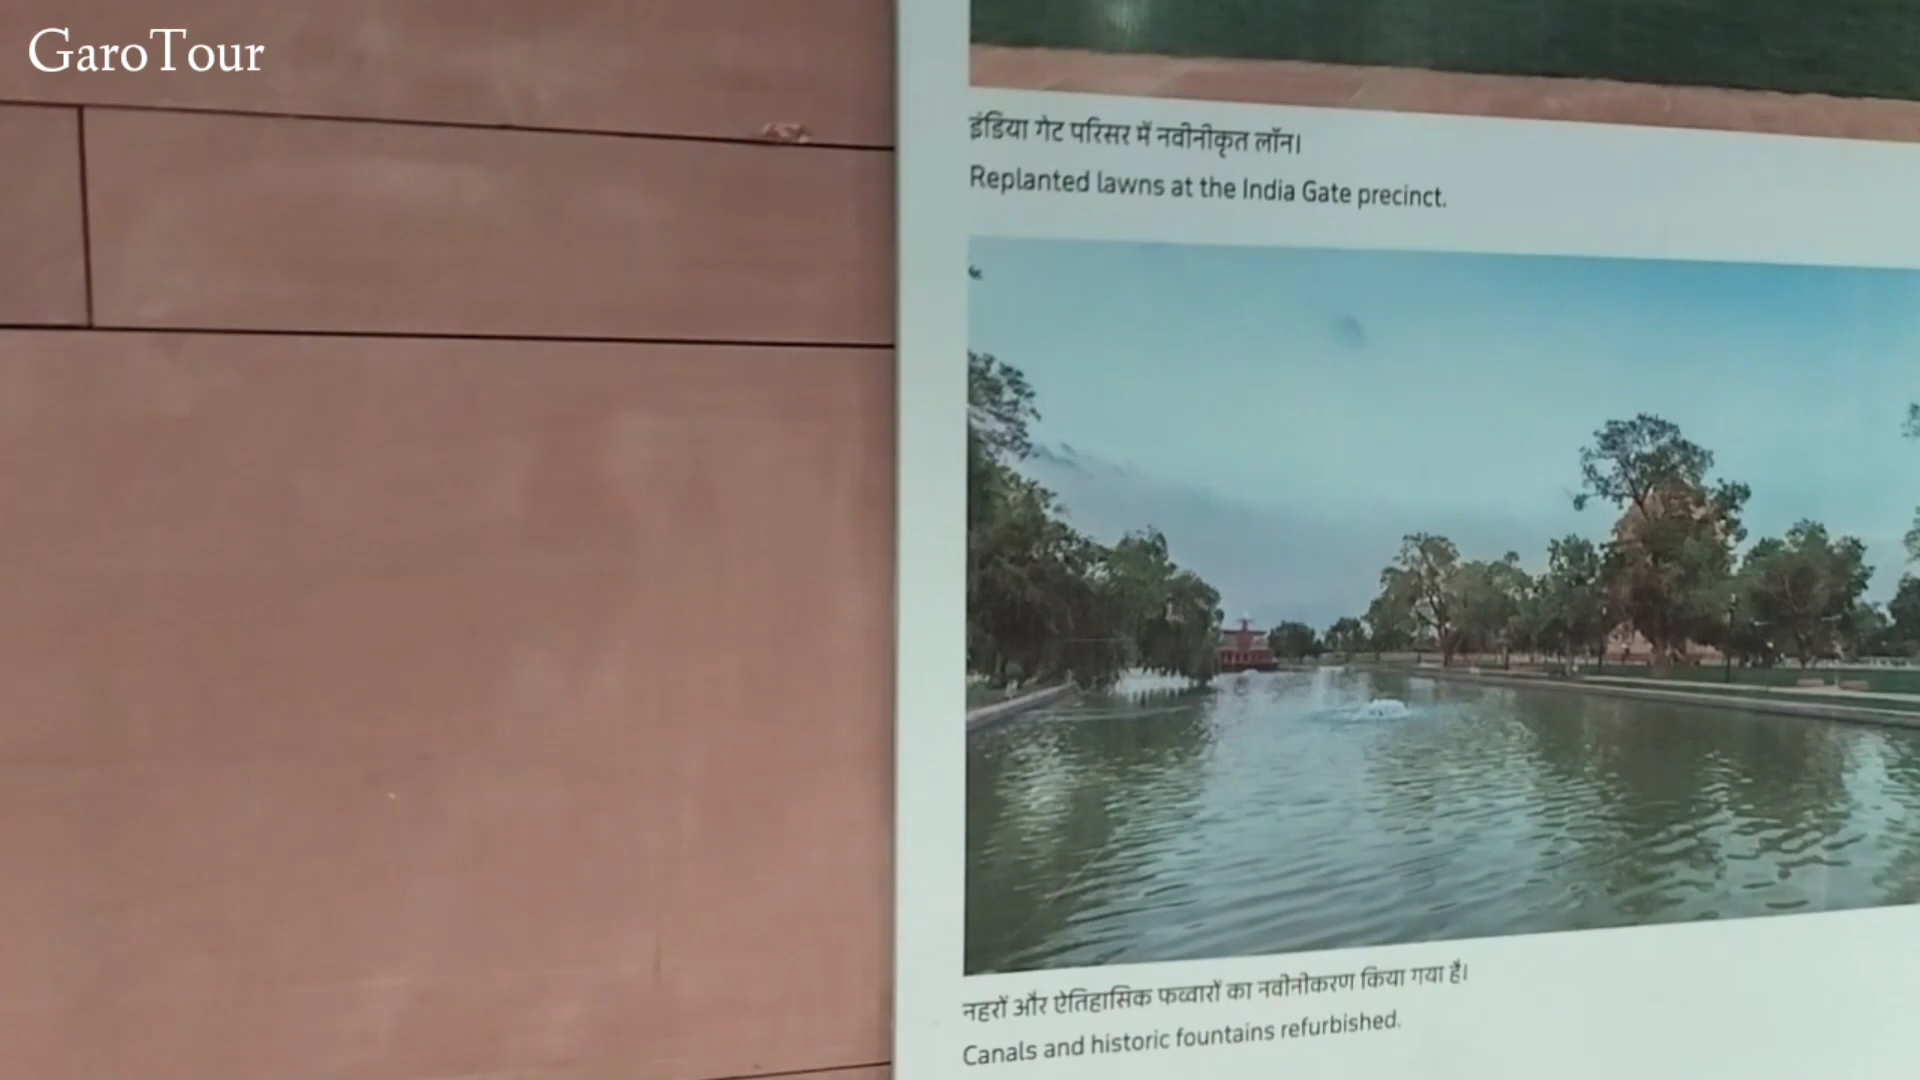 GaroTour
इंडिया गेट परिसर में नवीनीकृत लॉन।
Replanted lawns at the India Gate precinct.
नहरों और ऐतिहासिक फव्वारों का नवीनीकरण किया गया है।
Canals and historic fountains refurbished.